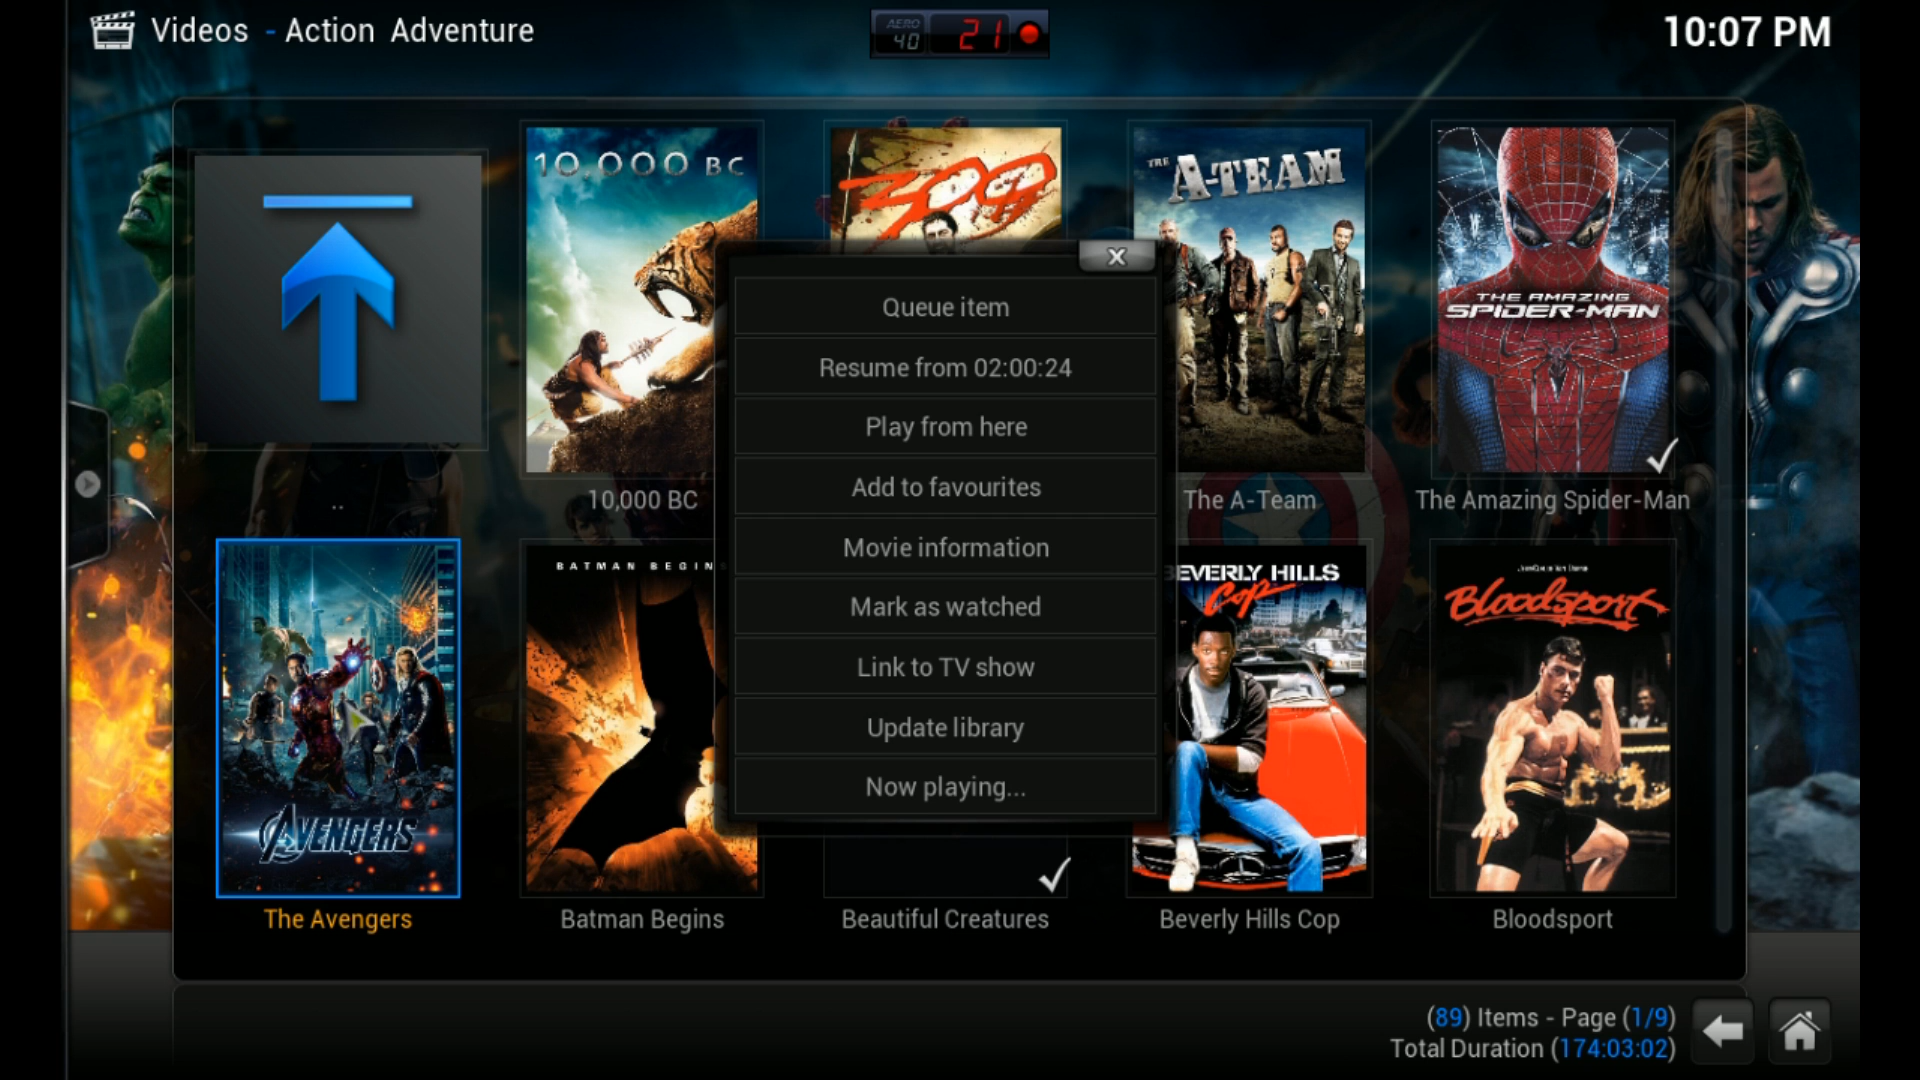 Videos - Action Adventure
AERO
40
21
10:07 PM
10,000 BC
300
THE A-TEAM
THE AMAZING
SPIDER-MAN
X
Queue item
Resume from 02:00:24
Play from here
Add to favourites
Movie information
Mark as watched
Link to TV show
Update library
Now playing...
..
10,000 BC
The A-Team
The Amazing Spider-Man
AVENGERS
BATMAN BEGINS
EVERLY HILLS
Cop
Bloodsport
The Avengers
Batman Begins
Beautiful Creatures
Beverly Hills Cop
Bloodsport
(89) Items - Page (1/9)
Total Duration (174:03:02)